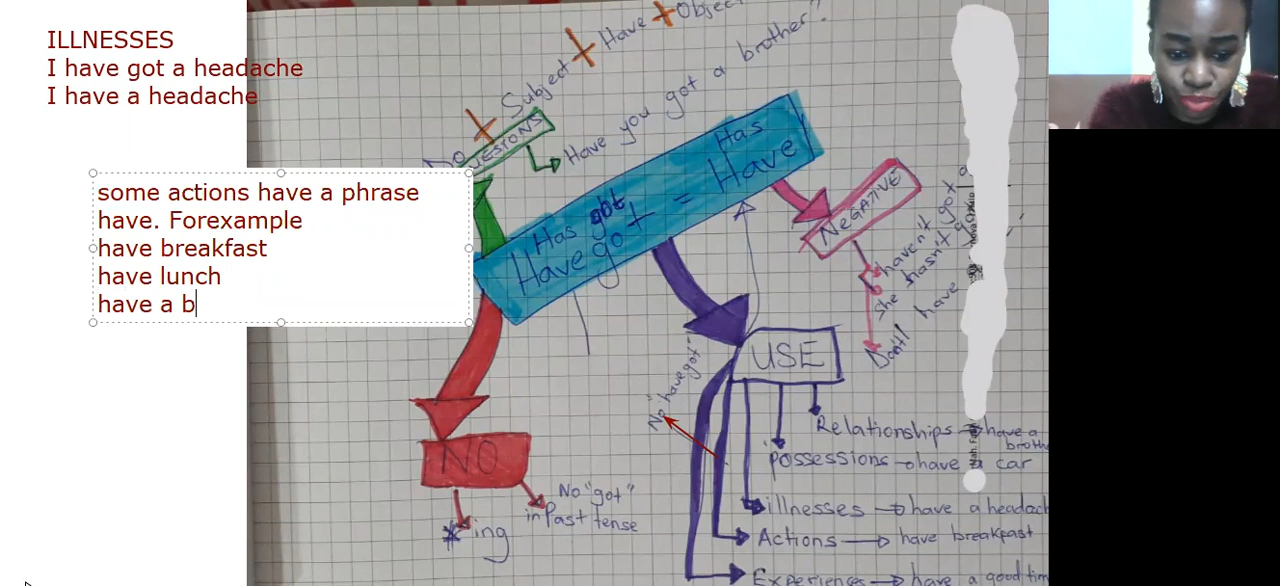 ILLNESSES
I have got a headache
I have a headache
some actions have a phrase
have. Forexample
have breakfast
have lunch
have a b
Do + Subject + Have + Object
QUESTIONS
Have you got a brother?
Has got = Has
Have got Have
NEGATIVE
haven't got
She hasn't
Don't have
USE
No "have got"
Relationships → have a
broth
Possessions → have a car
illnesses → have a headach
Actions → have breakfast
Experiences → have a good tim
NO
No "got"
in Past tense
ing